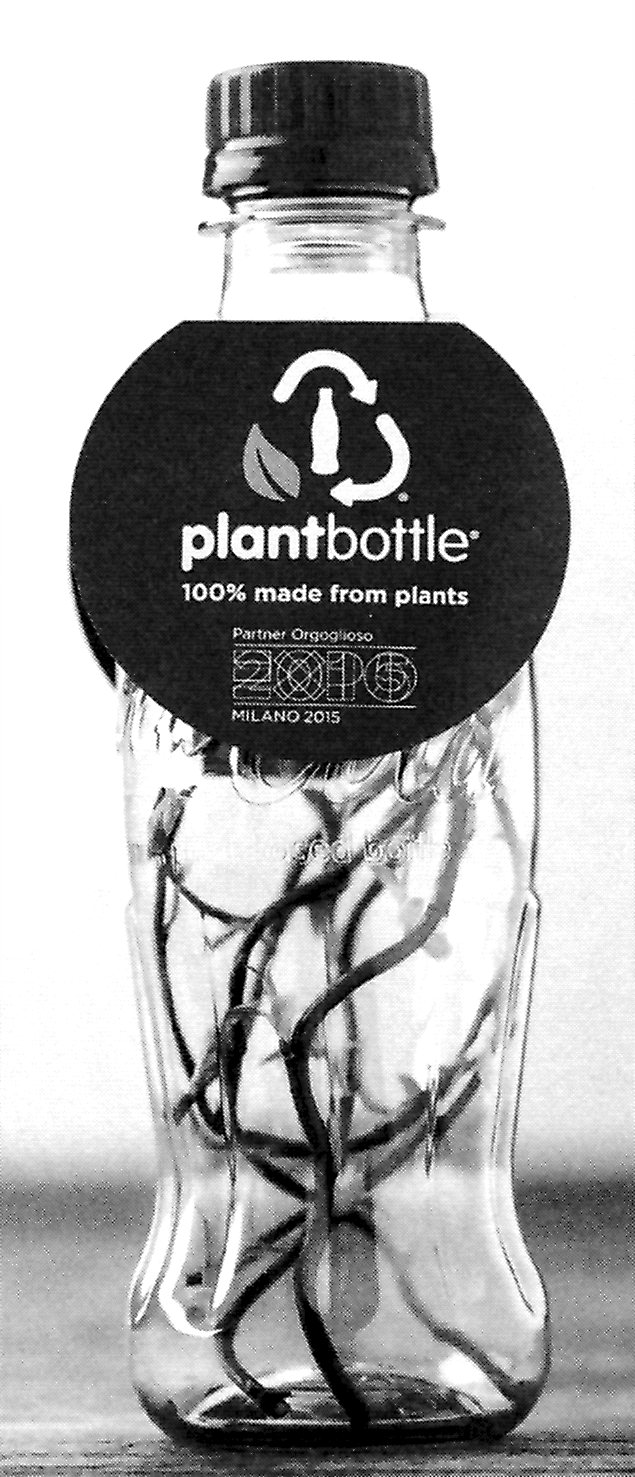 plantbottle®
100% made from plants
Partner Orgoglioso
2015
MILANO 2015